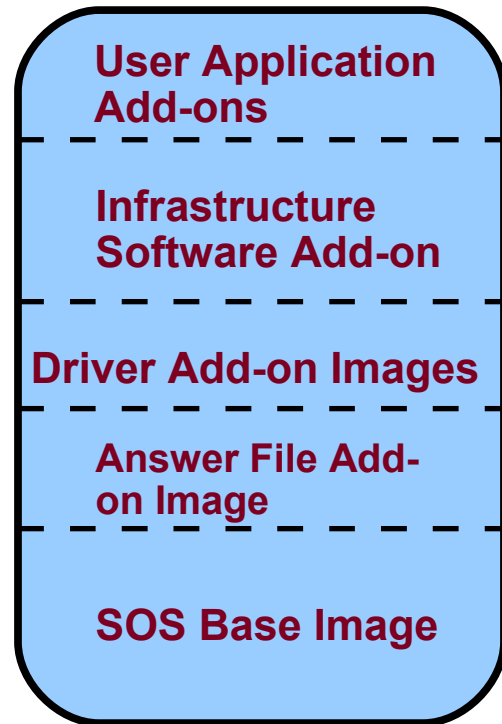 User Application
Add-ons
Infrastructure
Software Add-on
Driver Add-on Images
Answer File Add-
on Image
SOS Base Image